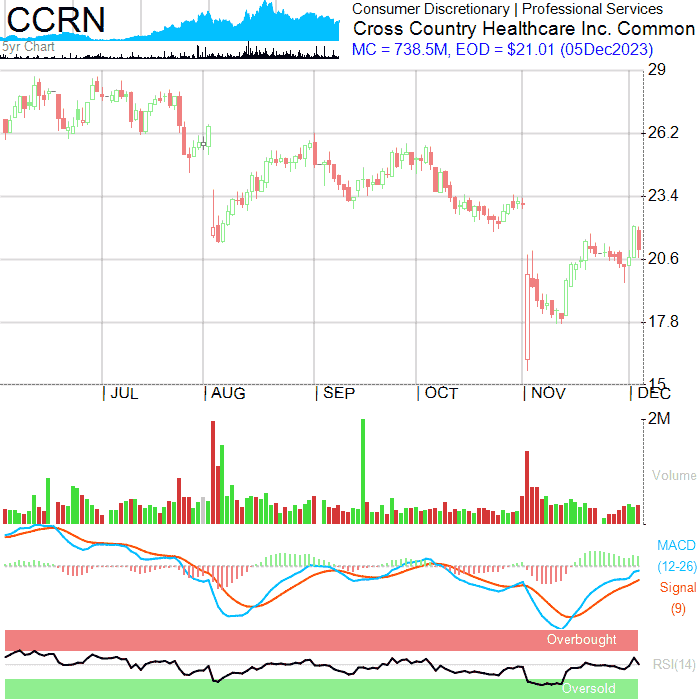 CCRN
5yr Chart
Consumer Discretionary | Professional Services
Cross Country Healthcare Inc. Common
MC = 738.5M, EOD = $21.01 (05Dec2023)
29
26.2
23.4
20.6
17.8
15
| JUL | AUG | SEP | OCT | NOV | DEC
2M
Volume
MACD
(12-26)
Signal
(9)
Overbought
RSI(14)
Oversold